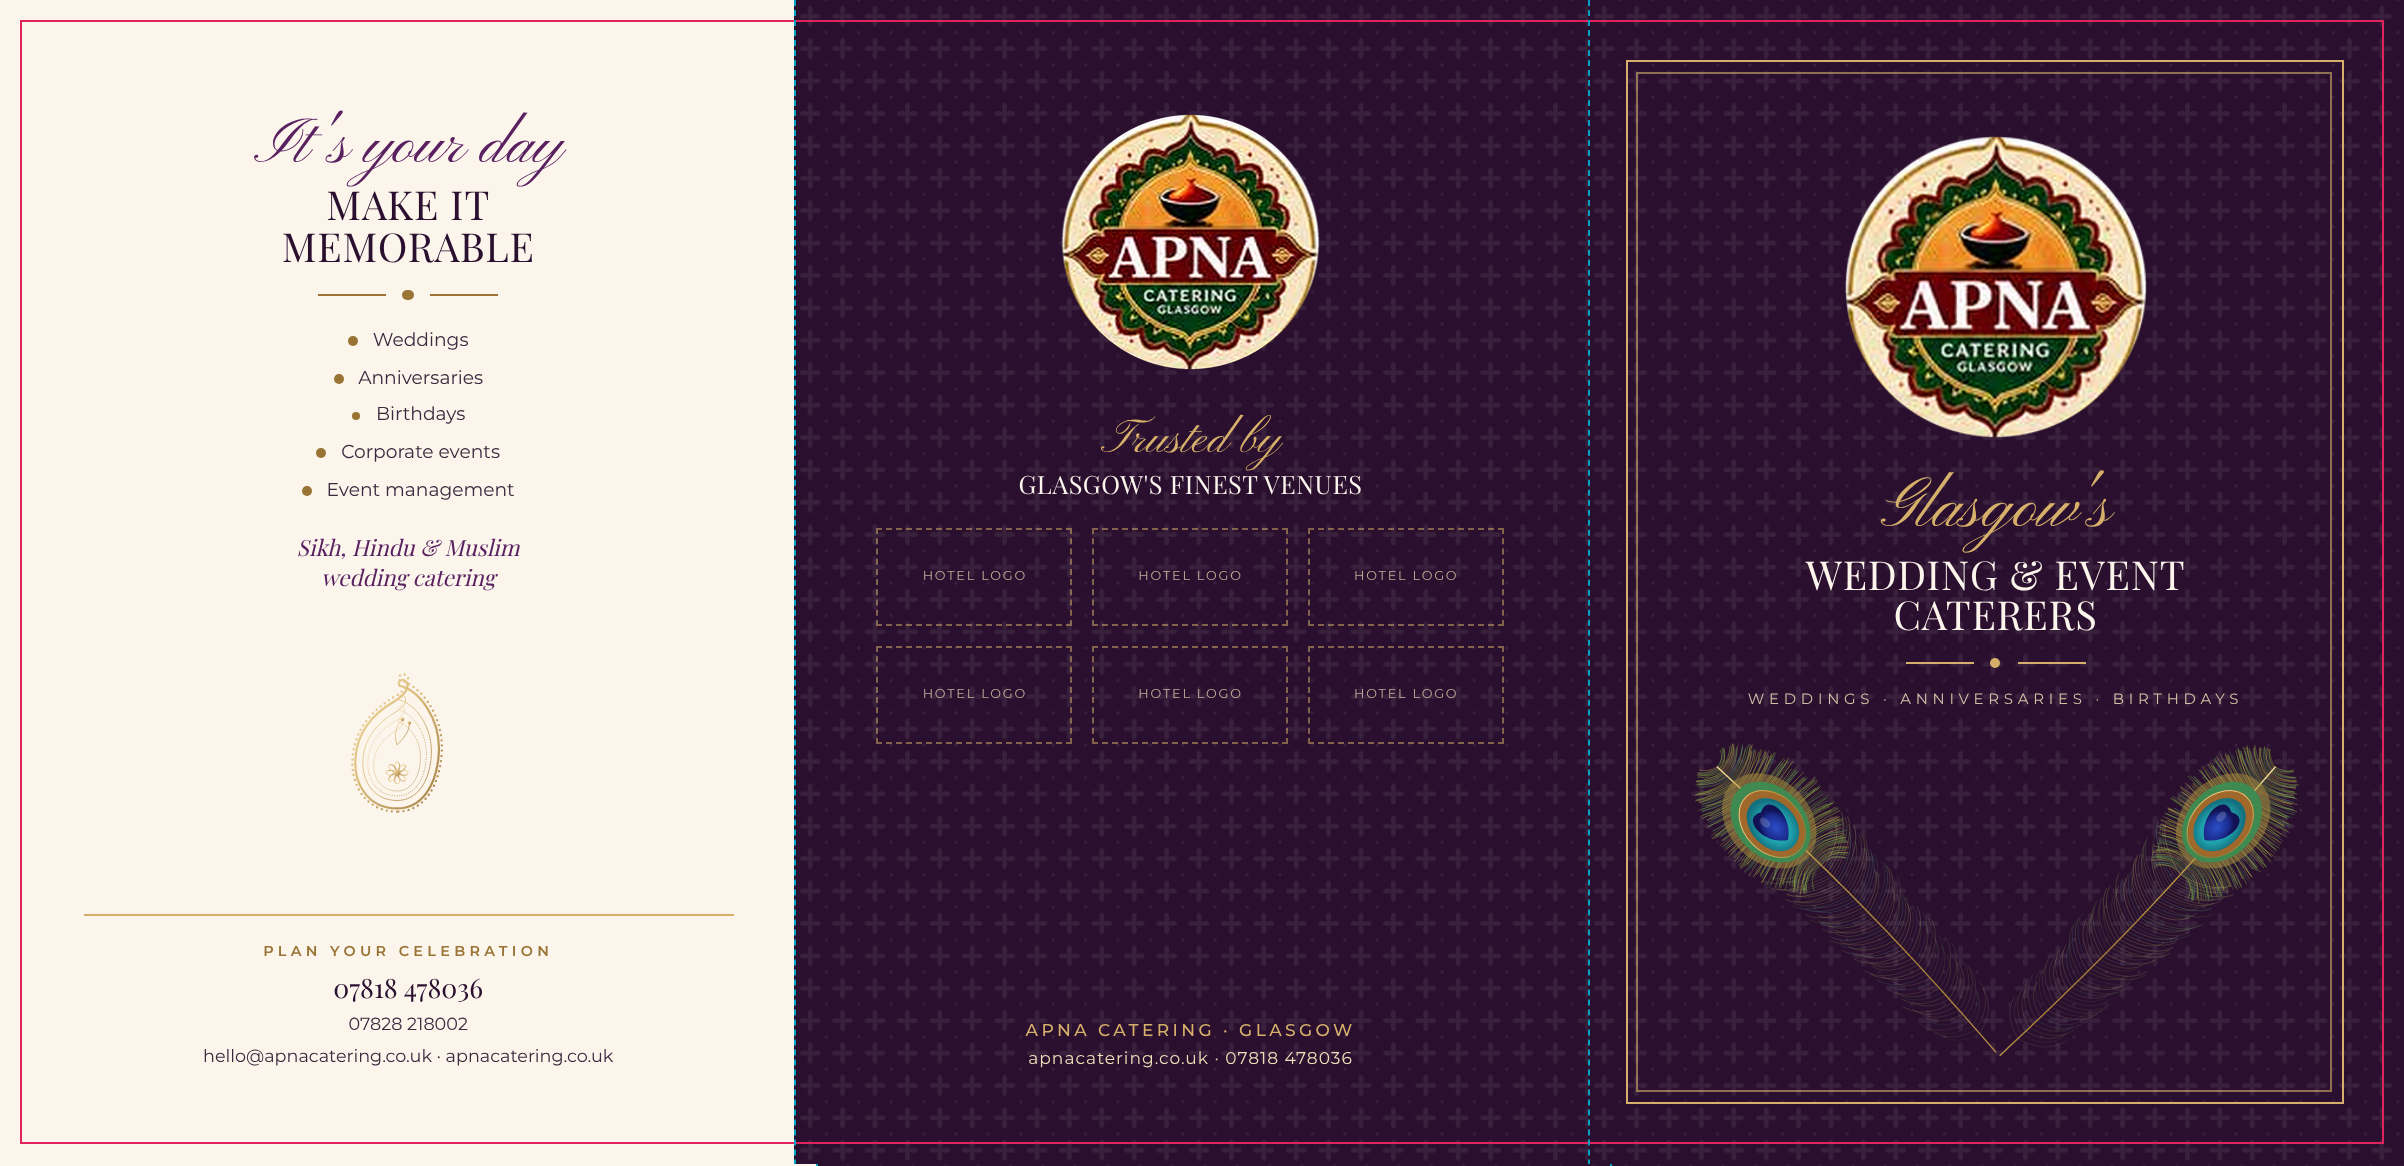 It's your day
MAKE IT
MEMORABLE
Weddings
Anniversaries
Birthdays
Corporate events
Event management
Sikh, Hindu & Muslim
wedding catering
PLAN YOUR CELEBRATION
07818 478036
07828 218002
hello@apnacatering.co.uk · apnacatering.co.uk
APNA
CATERING
GLASGOW
Trusted by
GLASGOW'S FINEST VENUES
HOTEL LOGO
HOTEL LOGO
HOTEL LOGO
HOTEL LOGO
HOTEL LOGO
HOTEL LOGO
APNA CATERING · GLASGOW
apnacatering.co.uk · 07818 478036
APNA
CATERING
GLASGOW
Glasgow's
WEDDING & EVENT
CATERERS
WEDDINGS · ANNIVERSARIES · BIRTHDAYS